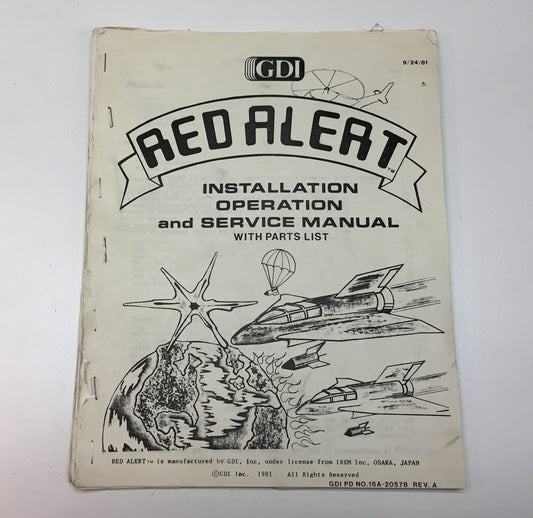 GDI
9/24/81
RED ALERT™
INSTALLATION
OPERATION
and SERVICE MANUAL
WITH PARTS LIST
RED ALERT™ is manufactured by GDI, Inc, under license from IREM Inc, OSAKA, JAPAN
©GDI Inc. 1981 All Rights Reserved
GDI PD NO.16A-20578 REV. A